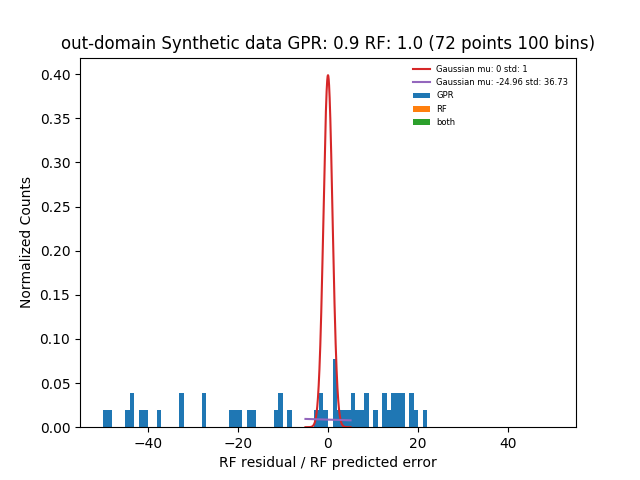 out-domain Synthetic data GPR: 0.9 RF: 1.0 (72 points 100 bins)
Gaussian mu: 0 std: 1
Gaussian mu: -24.96 std: 36.73
GPR
RF
both
Normalized Counts
0.40
0.35
0.30
0.25
0.20
0.15
0.10
0.05
0.00
−40
−20
0
20
40
RF residual / RF predicted error